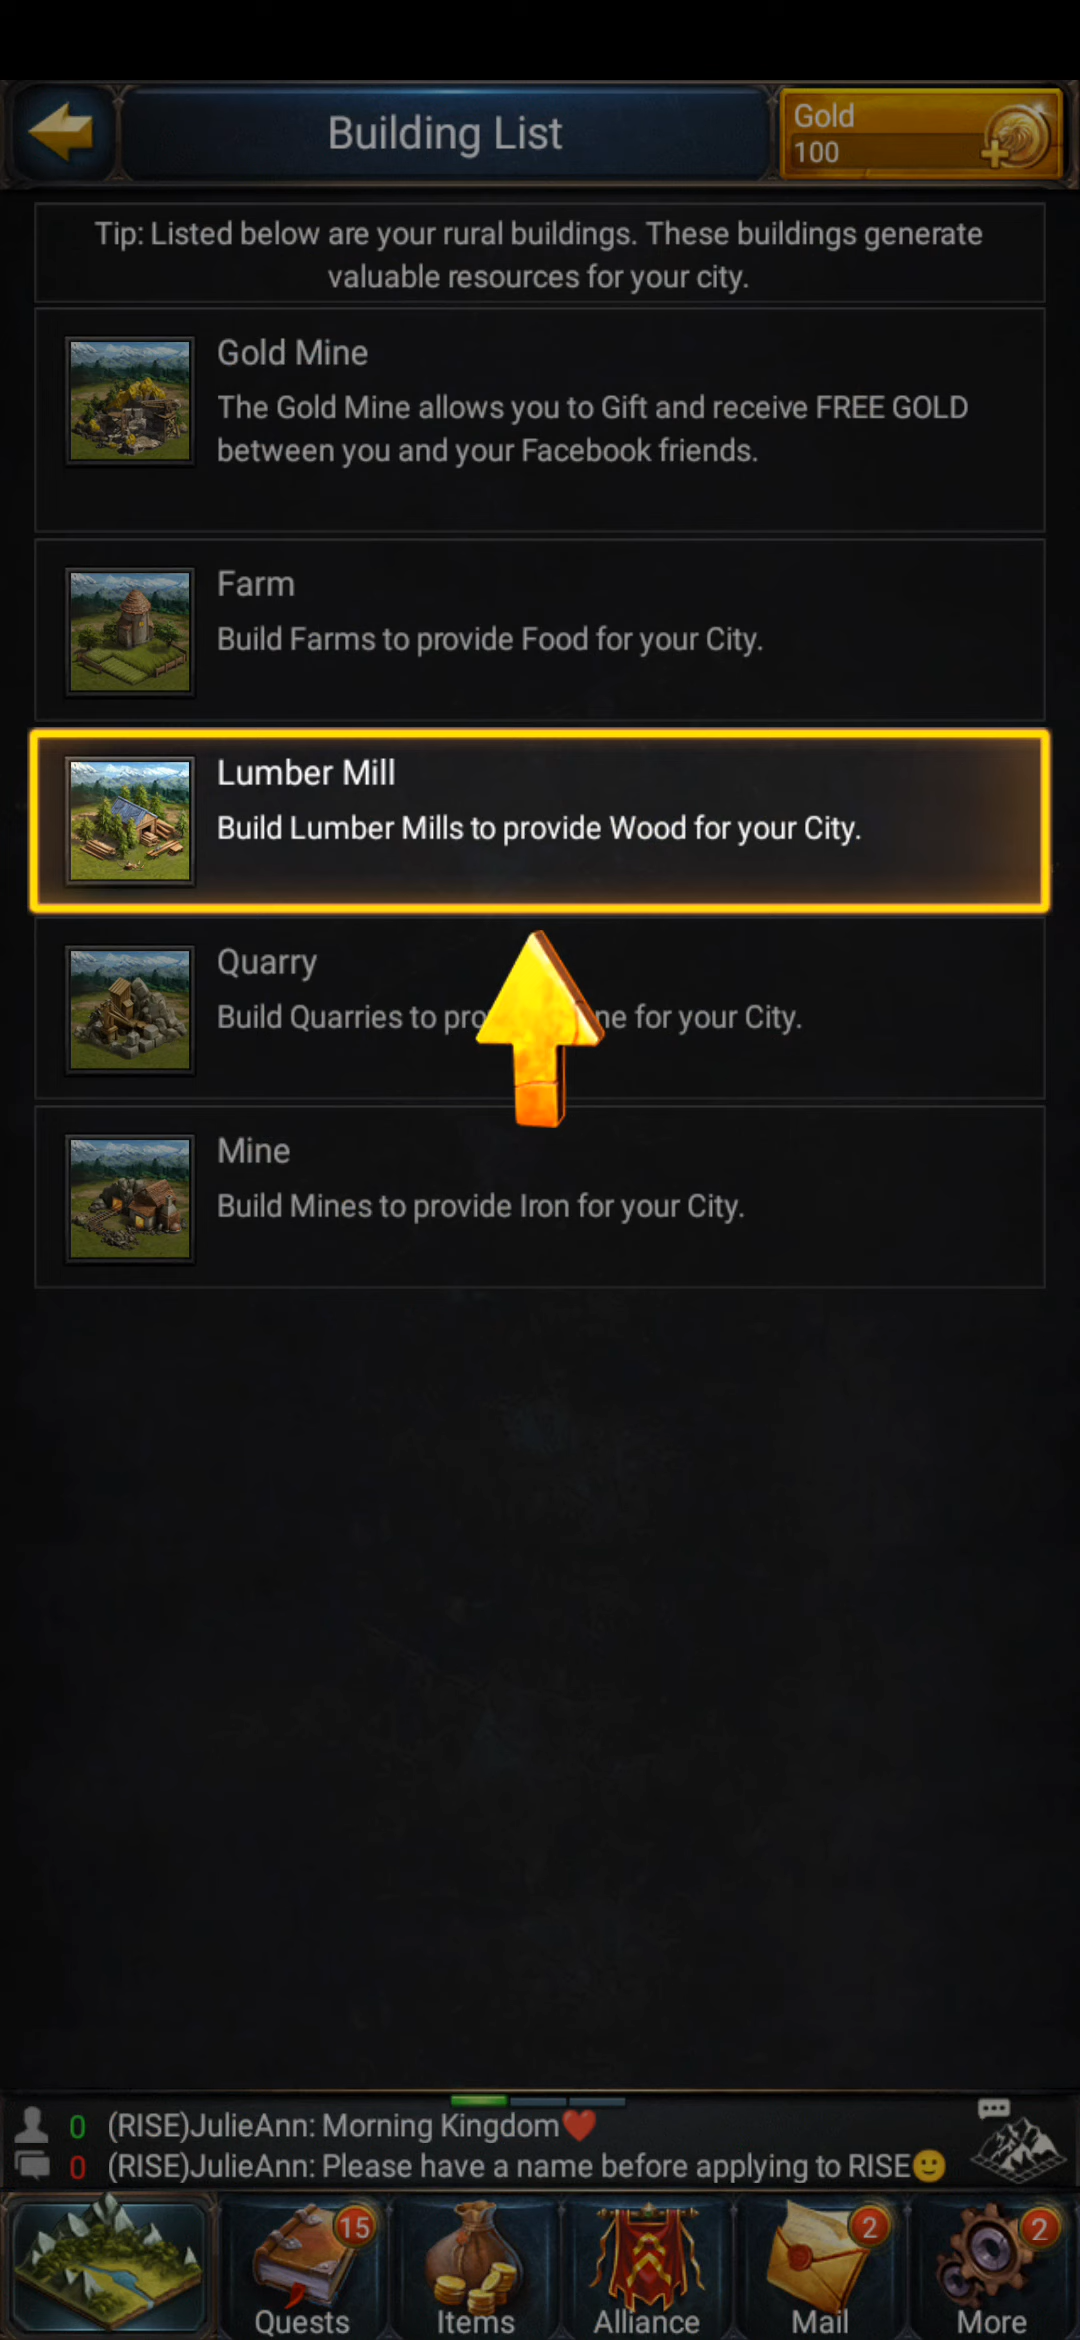 Building List
Gold
100
Tip: Listed below are your rural buildings. These buildings generate
valuable resources for your city.
Gold Mine
The Gold Mine allows you to Gift and receive FREE GOLD
between you and your Facebook friends.
Farm
Build Farms to provide Food for your City.
Lumber Mill
Build Lumber Mills to provide Wood for your City.
Quarry
Build Quarries to for your City.
Mine
Build Mines to provide Iron for your City.
0 (RISE)JulieAnn: Morning Kingdom❤️
0 (RISE)JulieAnn: Please have a name before applying to RISE🙂
15
2
2
Quests
Items
Alliance
Mail
More